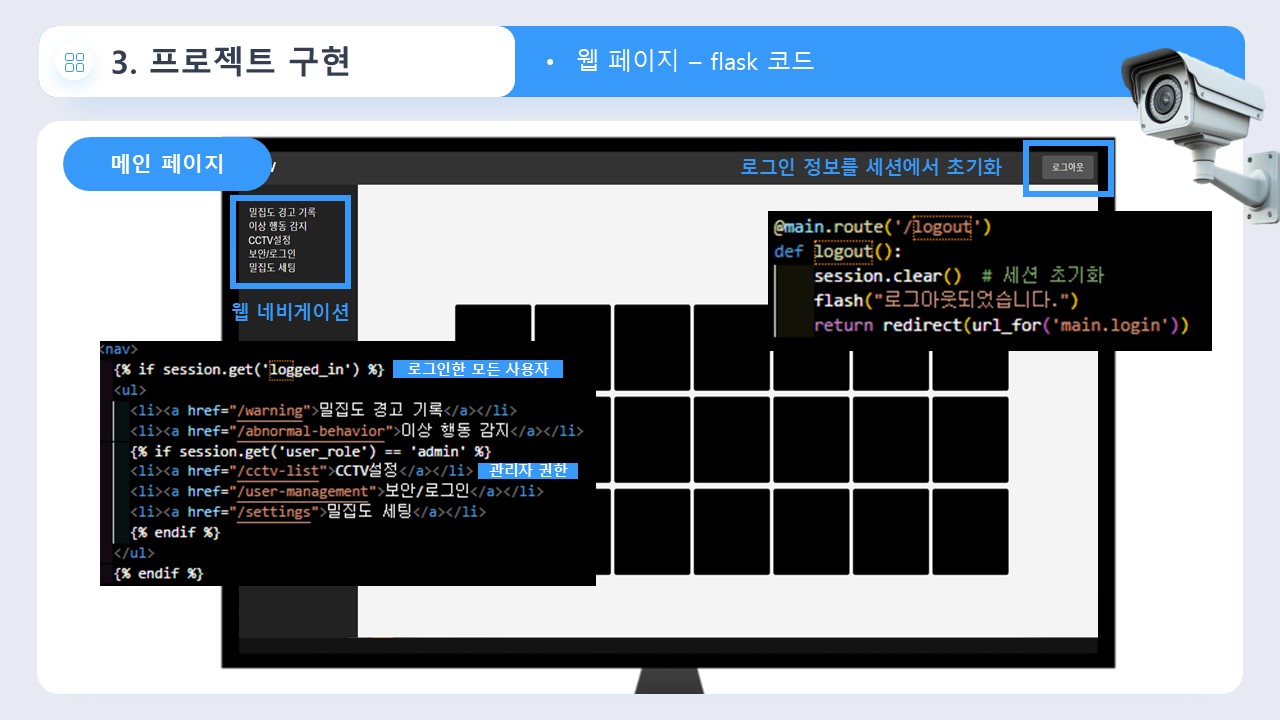 3. 프로젝트 구현
• 웹 페이지 – flask 코드
메인 페이지
로그인 정보를 세션에서 초기화
로그아웃
밀집도 경고 기록
이상 행동 감지
CCTV설정
보안/로그인
밀집도 세팅
웹 네비게이션
@main.route('/logout')
def logout():
session.clear() # 세션 초기화
flash("로그아웃되었습니다.")
return redirect(url_for('main.login'))
<nav>
{% if session.get('logged_in') %} 로그인한 모든 사용자
<ul>
<li><a href="/warning">밀집도 경고 기록</a></li>
<li><a href="/abnormal-behavior">이상 행동 감지</a></li>
{% if session.get('user_role') == 'admin' %}
<li><a href="/cctv-list">CCTV설정</a></li> 관리자 권한
<li><a href="/user-management">보안/로그인</a></li>
<li><a href="/settings">밀집도 세팅</a></li>
{% endif %}
</ul>
{% endif %}